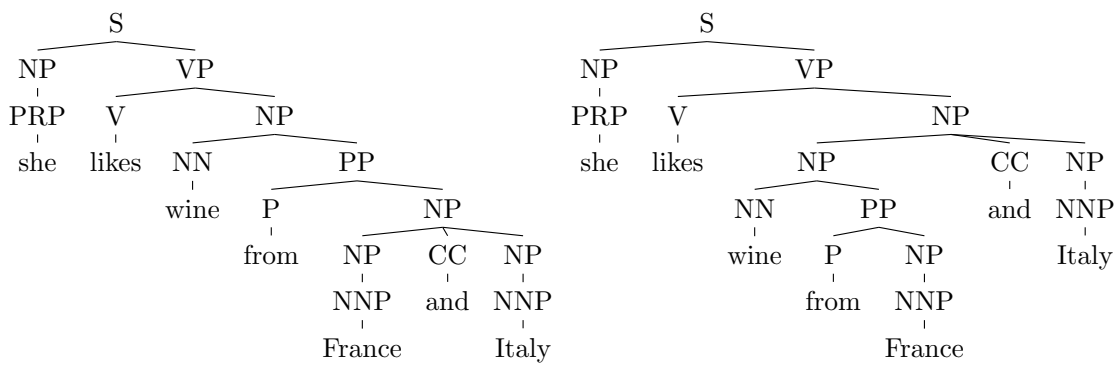 S S
NP VP NP VP
PRP V NP PRP V NP
she likes NN PP she likes NP CC NP
wine P NP NN PP and NNP
from NP CC NP wine P NP Italy
NNP and NNP from NNP
France Italy France